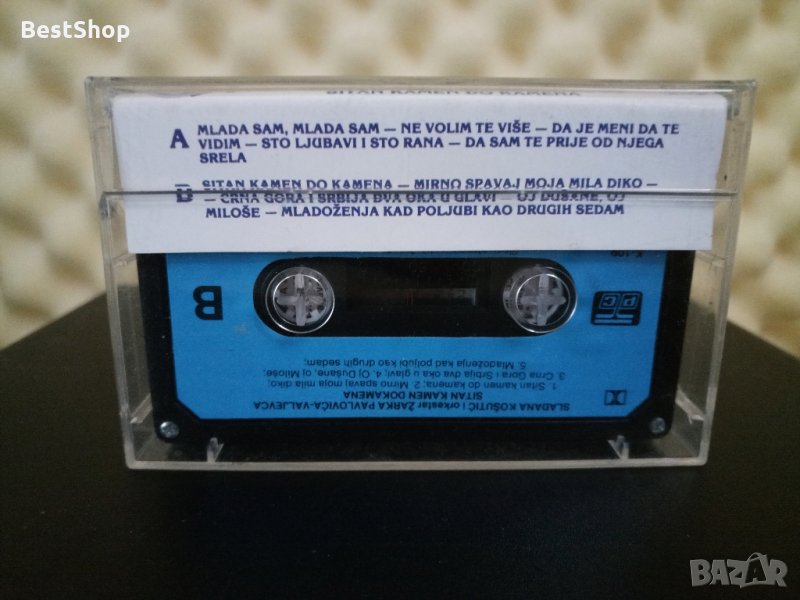 BestShop
SITAN KAMEN DO KAMENA
A MLADA SAM, MLADA SAM — NE VOLIM TE VIŠE — DA JE MENI DA TE
VIDIM — STO LJUBAVI I STO RANA — DA SAM TE PRIJE OD NJEGA
SRELA
B SITAN KAMEN DO KAMENA — MIRNO SPAVAJ MOJA MILA DIKO —
— CRNA GORA I SRBIJA DVA OKA U GLAVI — OJ DUŠANE, OJ
MILOŠE — MLADOŽENJA KAD POLJUBI KAO DRUGIH SEDAM
SLAĐANA KOŠUTIĆ i orkestar ŽARKA PAVLOVIĆA-VALJEVCA
SITAN KAMEN DOKAMENA
1. Sitan kamen do kamena; 2. Mirno spavaj moja mila diko;
3. Crna Gora i Srbija dva oka u glavi; 4. Oj Dušane, oj Miloše;
5. Mladoženja kad poljubi kao drugih sedam;
B
PGC
BAZAR